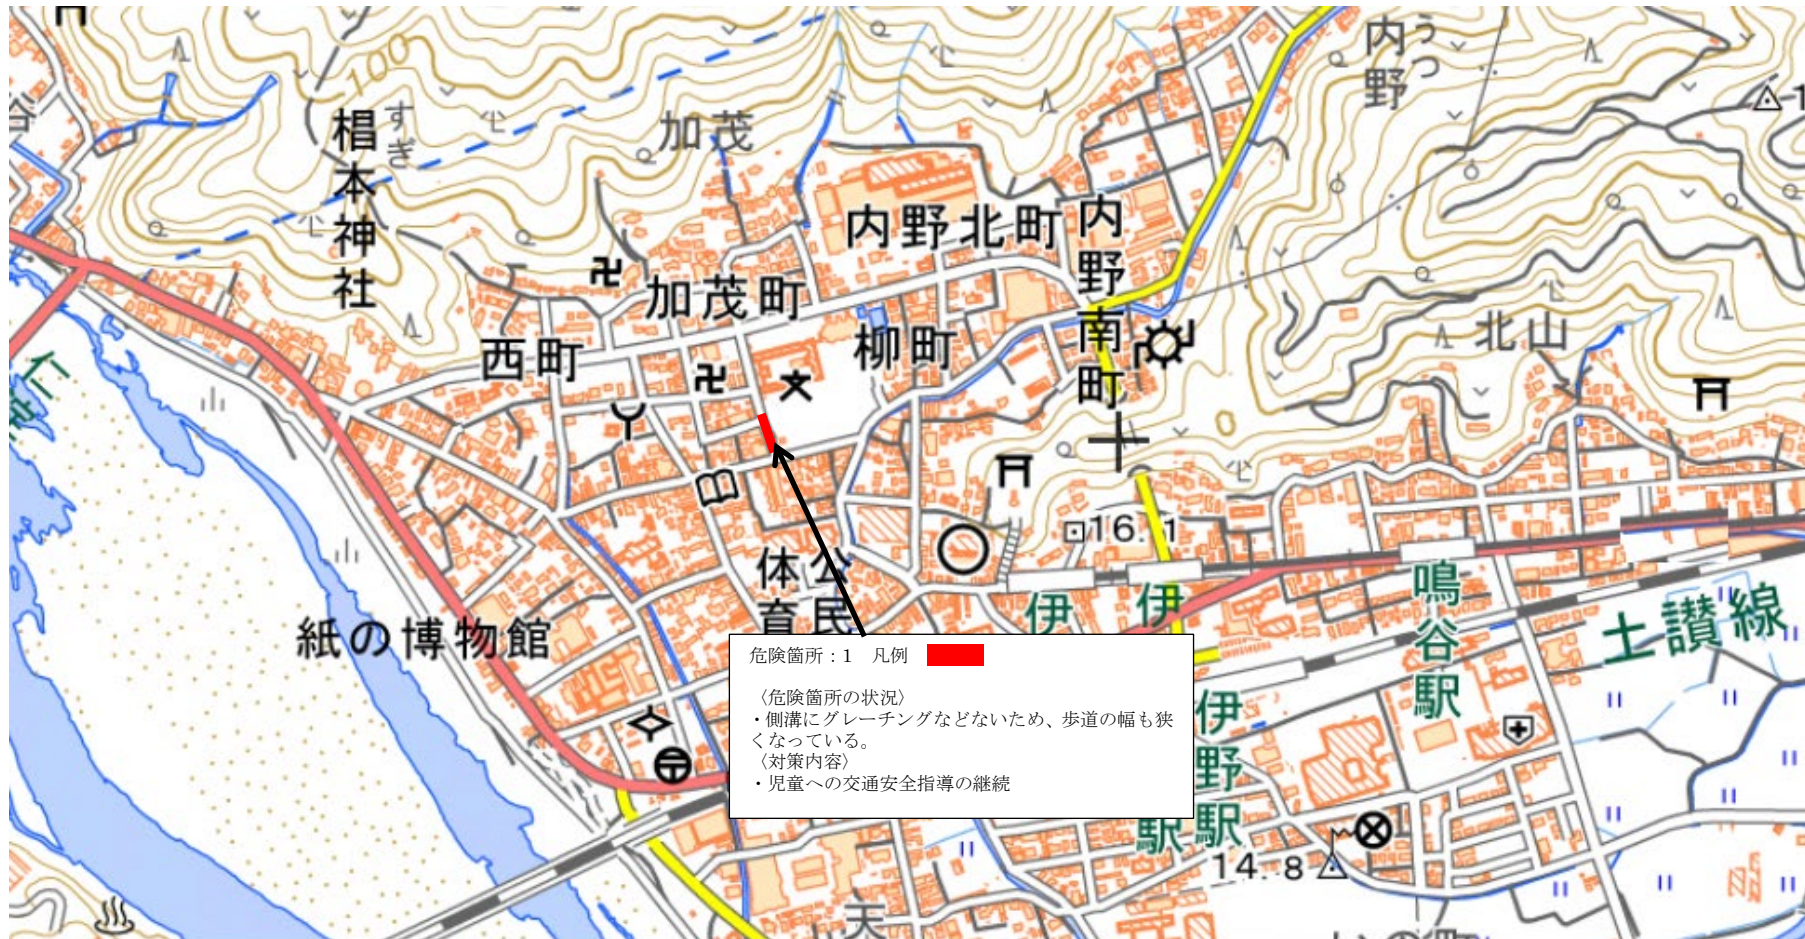 100
椙本神社
すぎ
加茂
内野
うつ
内野北町
内野南町
加茂町
西町
柳町
北山
16.1
体育
公民
紙の博物館
伊
伊
鳴谷駅
土讃線
危険箇所：1　凡例
〈危険箇所の状況〉
・側溝にグレーチングなどないため、歩道の幅も狭
くなっている。
〈対策内容〉
・児童への交通安全指導の継続
伊野駅
駅
14.8
天